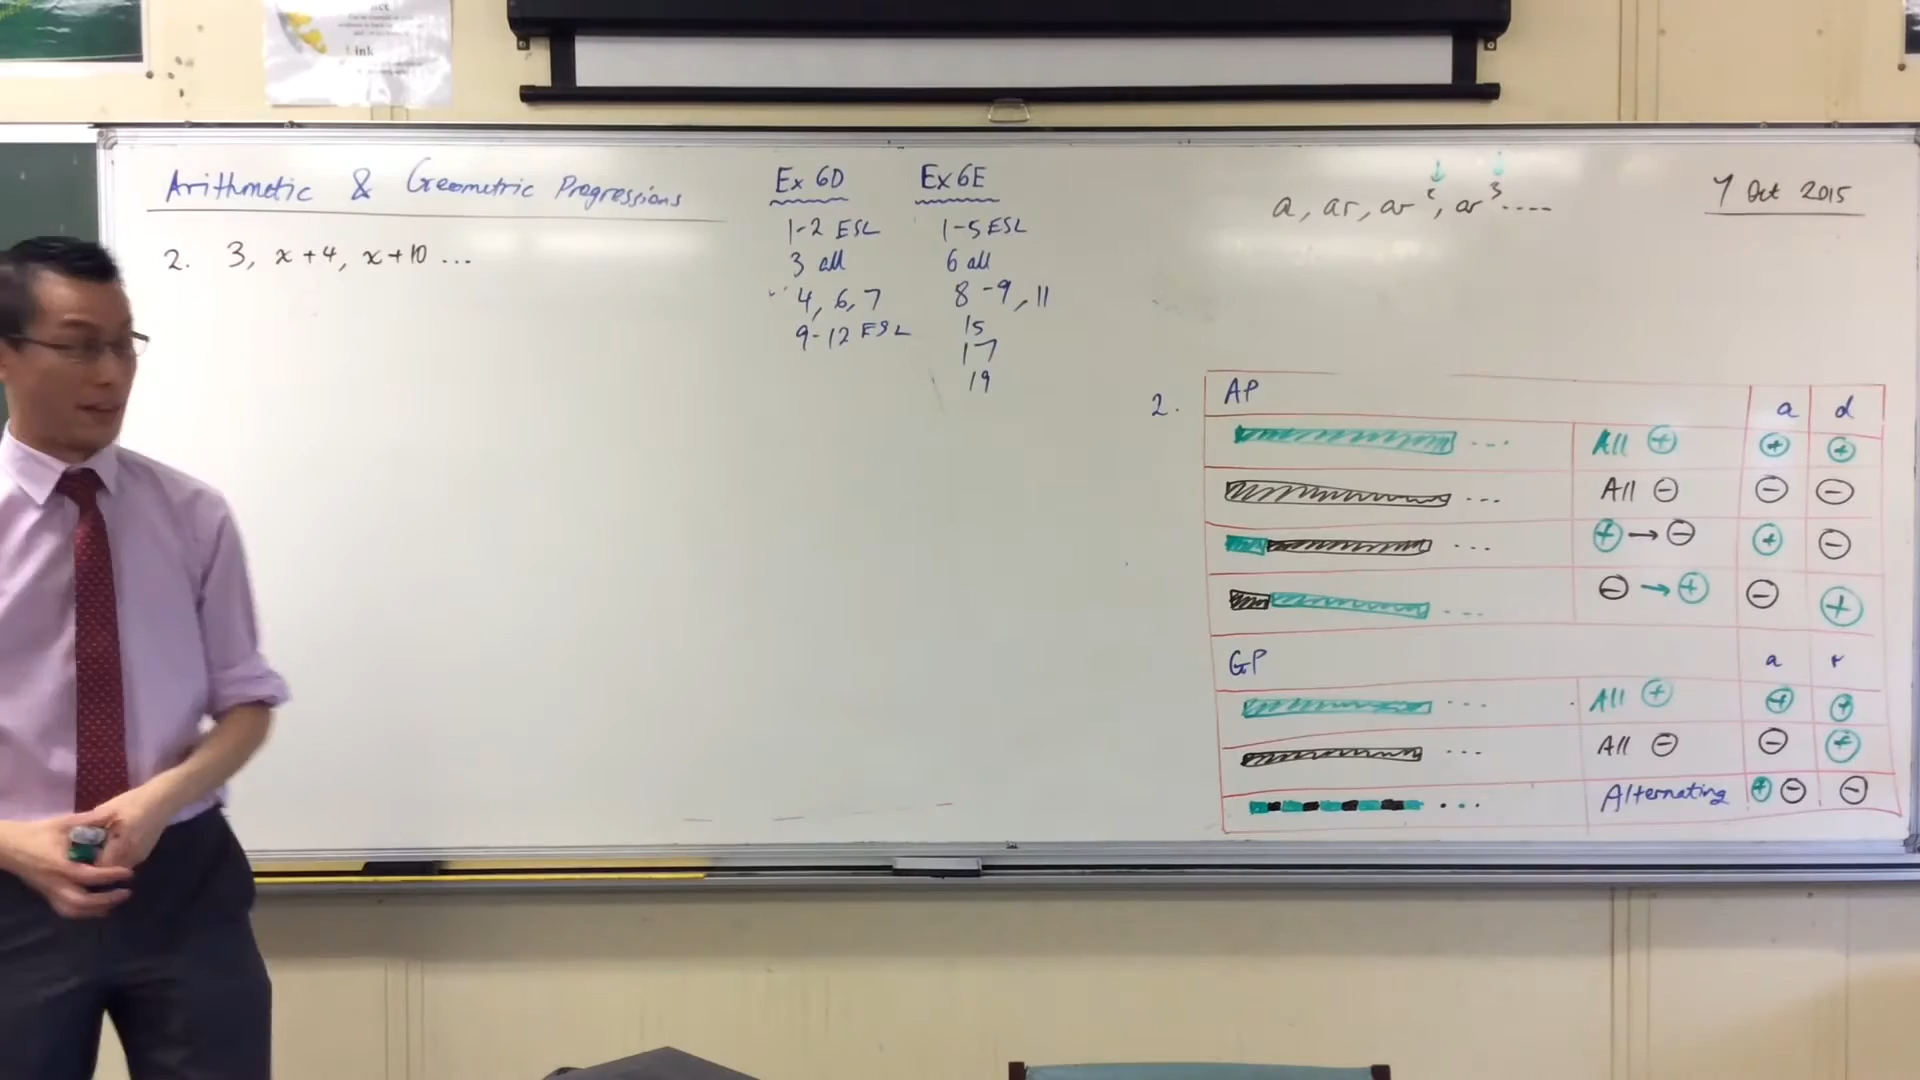 ink
Arithmetic & Geometric Progressions
2. 3, x+4, x+10 ...
Ex 6D
1-2 ESL
3 all
4, 6, 7
9-12 ESL
Ex 6E
1-5 ESL
6 all
8-9, 11
15
17
19
a, ar, ar², ar³.....
7 Oct 2015
2.
AP a d
... All + + +
... All - - -
... + → - + -
... - → + - +
GP a r
... All + + +
... All - - +
... Alternating + - -